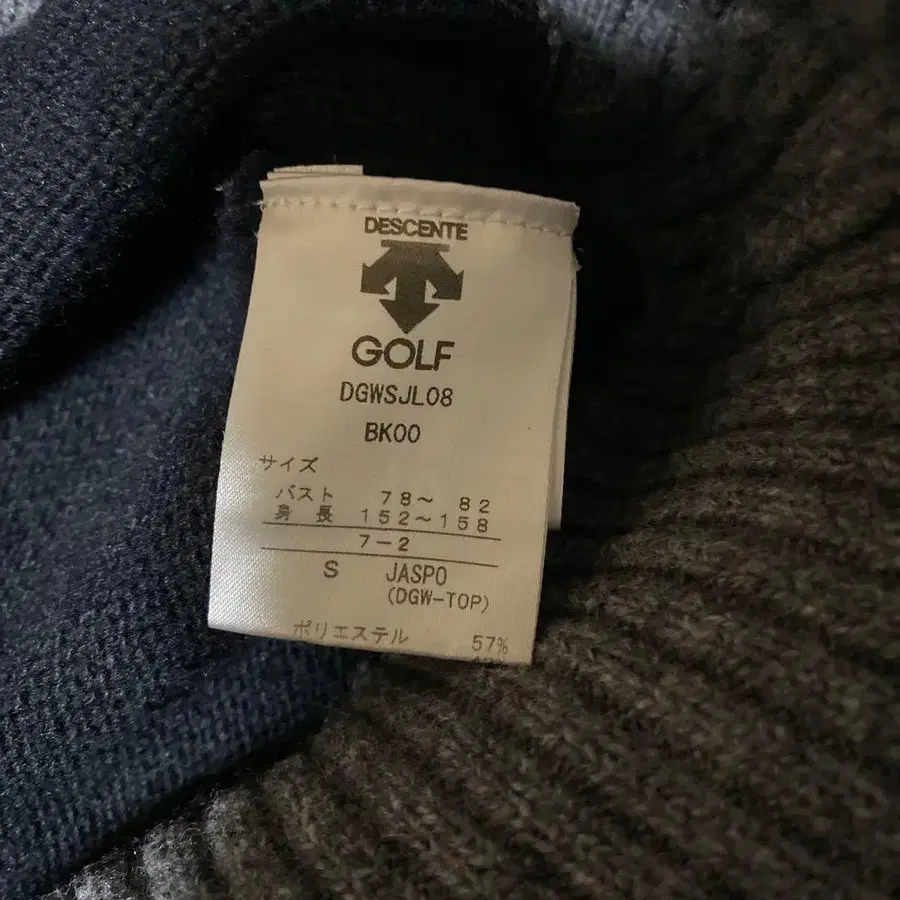 DESCENTE
GOLF
DGWSJL08
BK00
サイズ
バスト 78～ 82
身 長 152～158
7-2
S JASPO
(DGW-TOP)
ポリエステル 57%